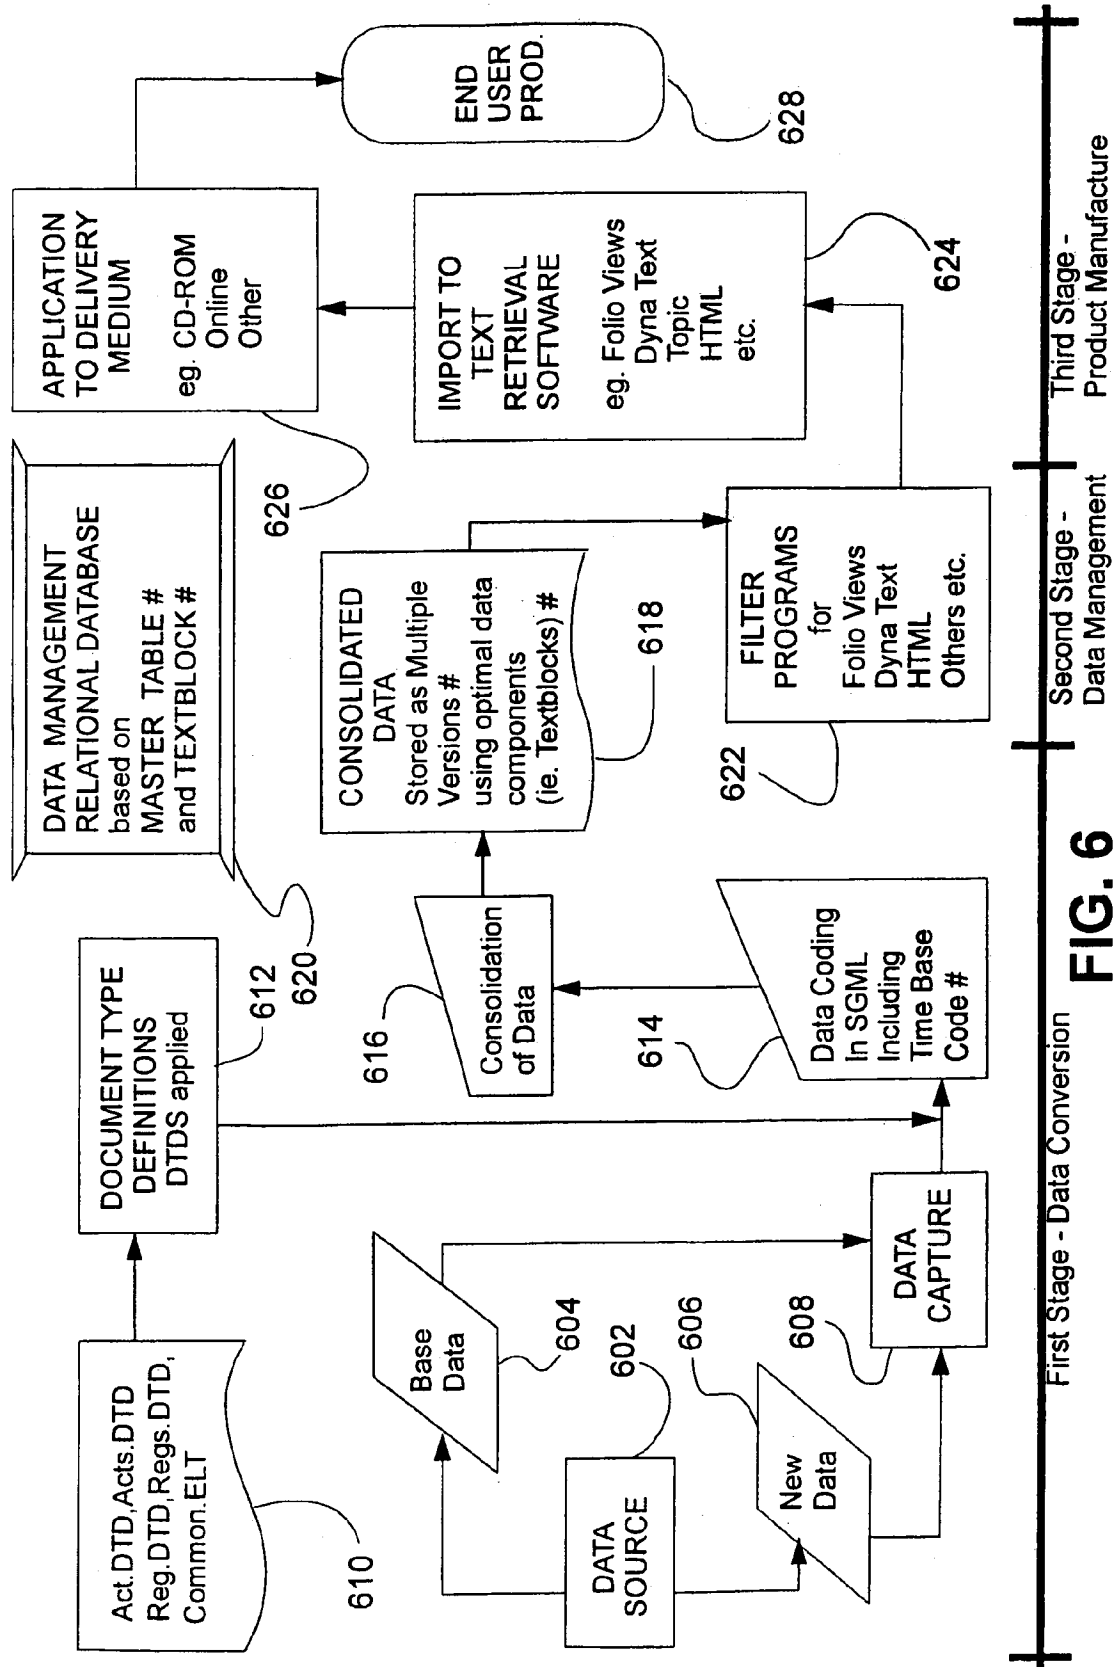 Act.DTD,Acts.DTD
Reg.DTD,Regs.DTD,
Common.ELT
610
DOCUMENT TYPE
DEFINITIONS
DTDS applied
612
DATA MANAGEMENT
RELATIONAL DATABASE
based on
MASTER TABLE #
and TEXTBLOCK #
620
APPLICATION
TO DELIVERY
MEDIUM
eg. CD-ROM
Online
Other
626
END
USER
PROD.
628
Base
Data
604
DATA
SOURCE
602
New
Data
606
DATA
CAPTURE
608
Data Coding
In SGML
Including
Time Base
Code #
614
Consolidation
of Data
616
CONSOLIDATED
DATA
Stored as Multiple
Versions #
using optimal data
components
(ie. Textblocks) #
618
FILTER
PROGRAMS
for
Folio Views
Dyna Text
HTML
Others etc.
622
IMPORT TO
TEXT
RETRIEVAL
SOFTWARE
eg. Folio Views
Dyna Text
Topic
HTML
etc.
624
First Stage - Data Conversion
Second Stage -
Data Management
Third Stage -
Product Manufacture
FIG. 6